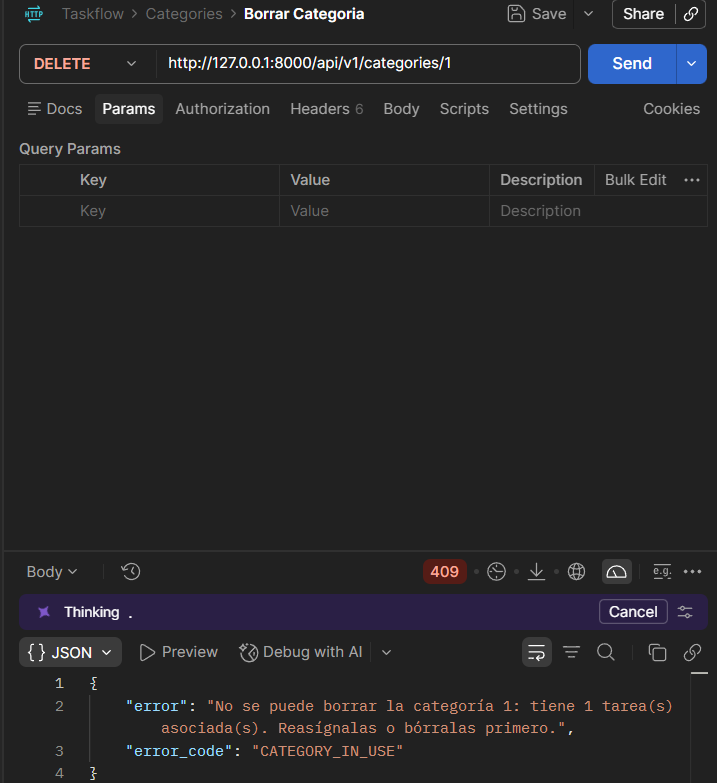 HTTP Taskflow > Categories > Borrar Categoria Save Share
DELETE http://127.0.0.1:8000/api/v1/categories/1 Send
Docs Params Authorization Headers 6 Body Scripts Settings Cookies
Query Params
Key Value Description Bulk Edit ...
Key Value Description
Body 409 e.g. ...
Thinking . Cancel
{} JSON Preview Debug with AI
1 {
2 "error": "No se puede borrar la categoría 1: tiene 1 tarea(s)
asociada(s). Reasígnalas o bórralas primero.",
3 "error_code": "CATEGORY_IN_USE"
4 }